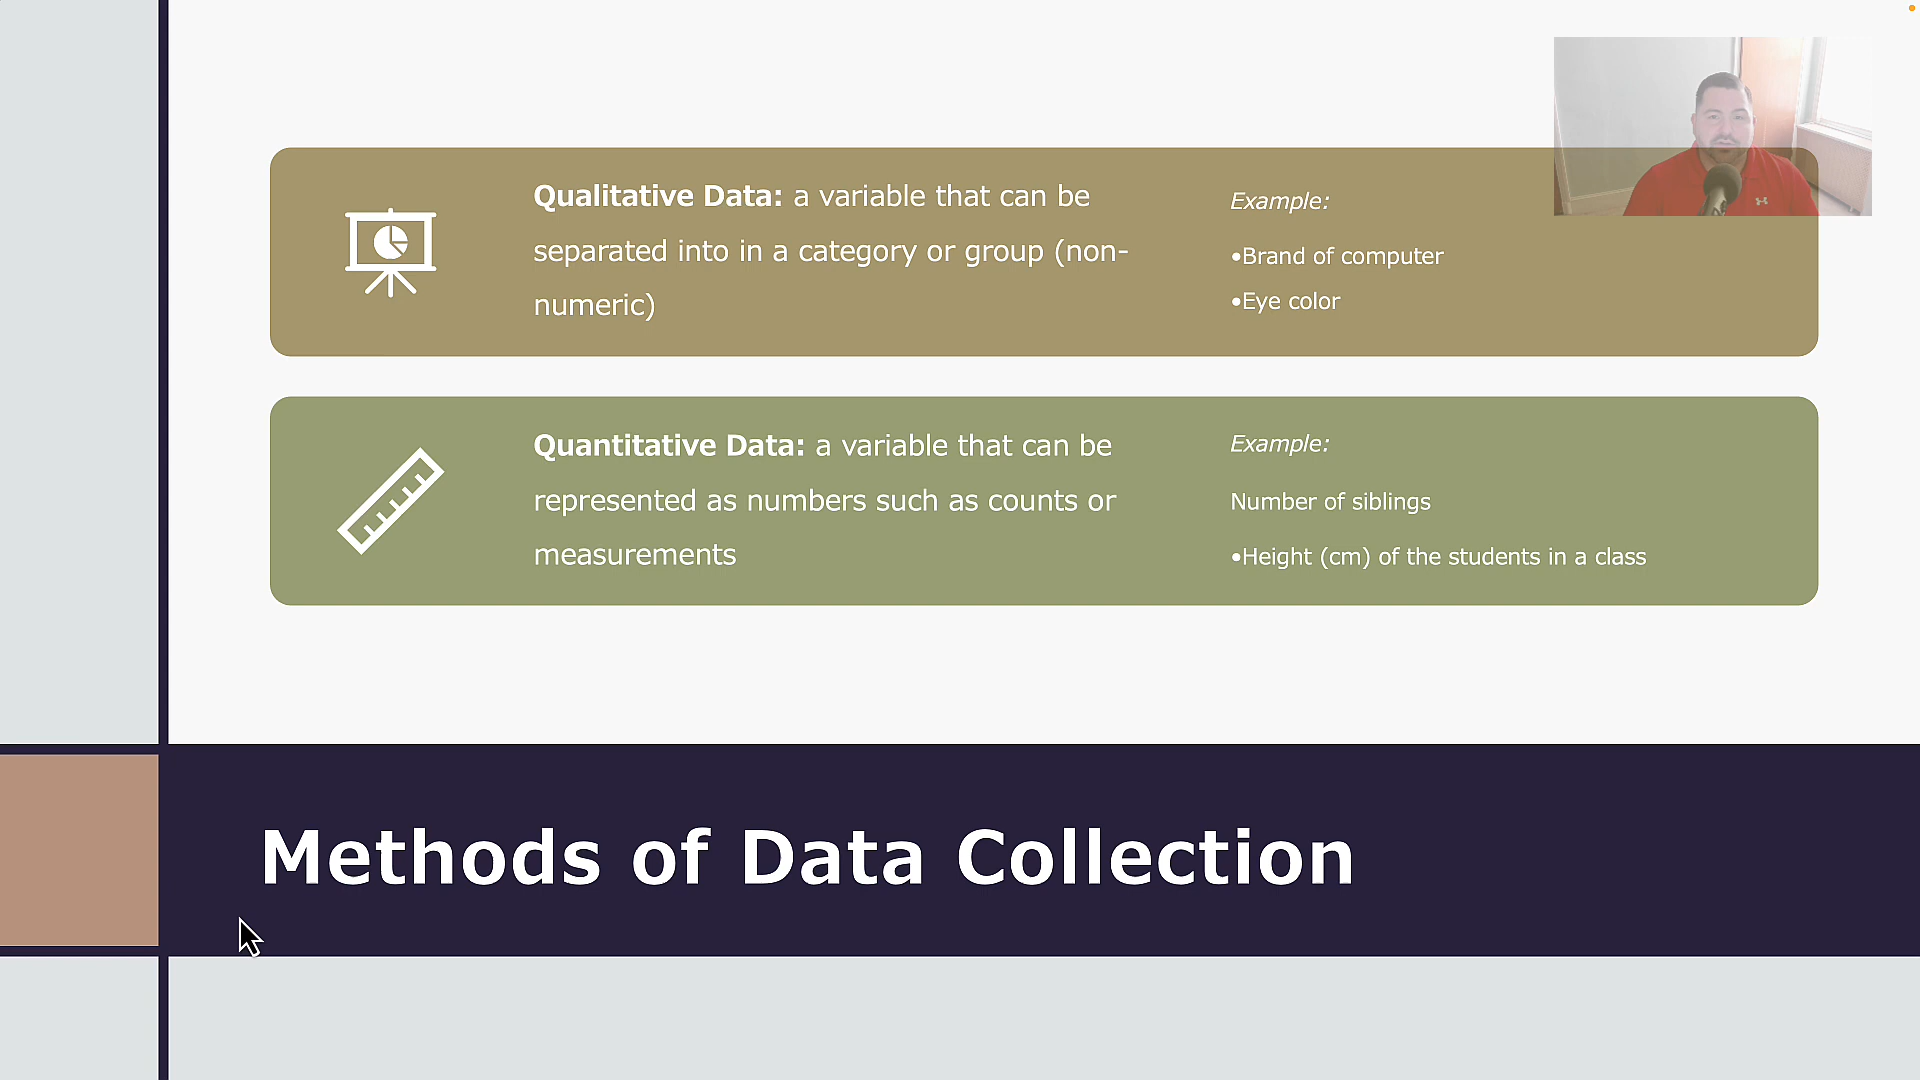 Qualitative Data: a variable that can be
separated into in a category or group (non-
numeric)
Example:
•Brand of computer
•Eye color
Quantitative Data: a variable that can be
represented as numbers such as counts or
measurements
Example:
Number of siblings
•Height (cm) of the students in a class
Methods of Data Collection